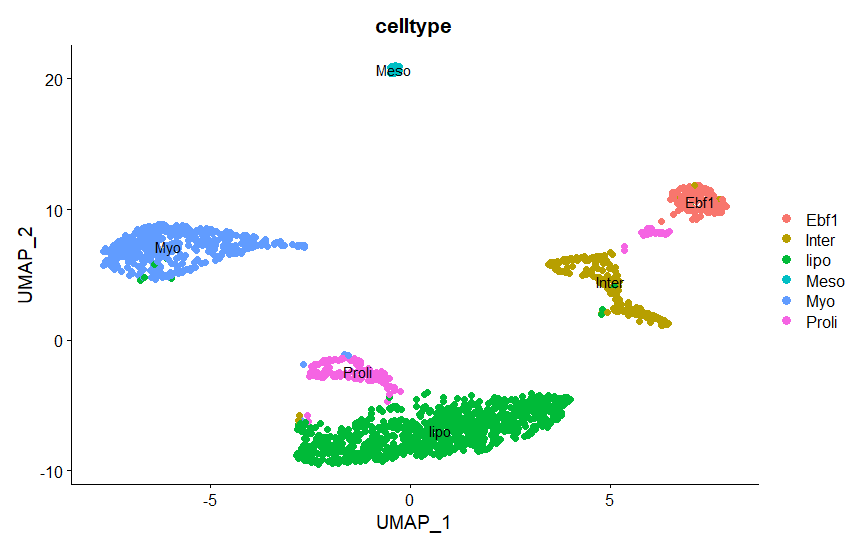 celltype
20
10
0
-10
UMAP_2
-5
0
5
UMAP_1
Meso
Ebf1
Myo
Inter
Proli
lipo
Ebf1
Inter
lipo
Meso
Myo
Proli